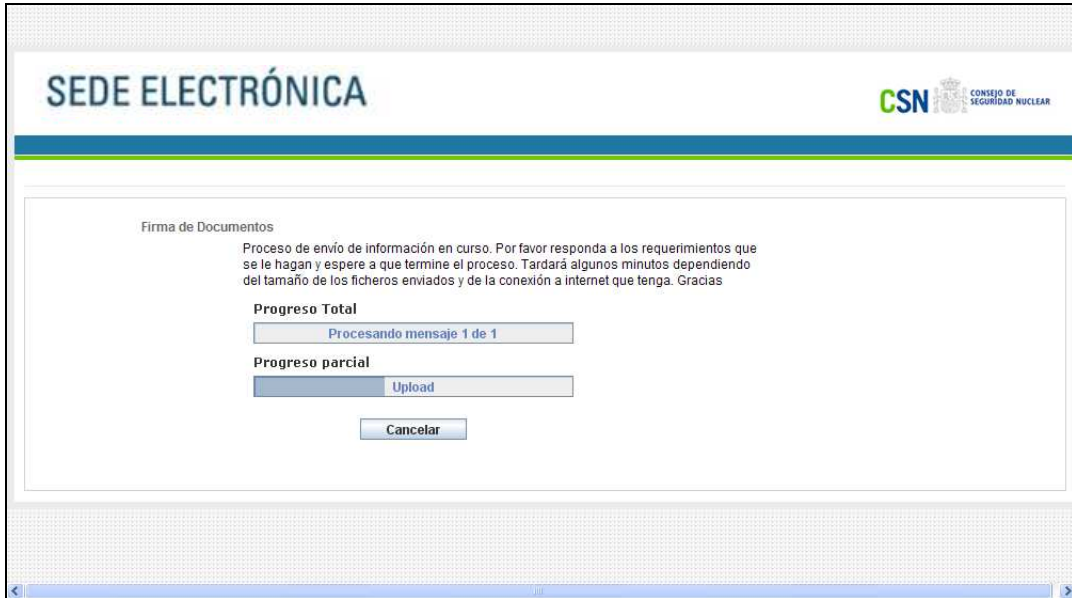 SEDE ELECTRÓNICA
CSN
CONSEJO DE
SEGURIDAD NUCLEAR
Firma de Documentos
Proceso de envío de información en curso. Por favor responda a los requerimientos que
se le hagan y espere a que termine el proceso. Tardará algunos minutos dependiendo
del tamaño de los ficheros enviados y de la conexión a internet que tenga. Gracias
Progreso Total
Procesando mensaje 1 de 1
Progreso parcial
Upload
Cancelar